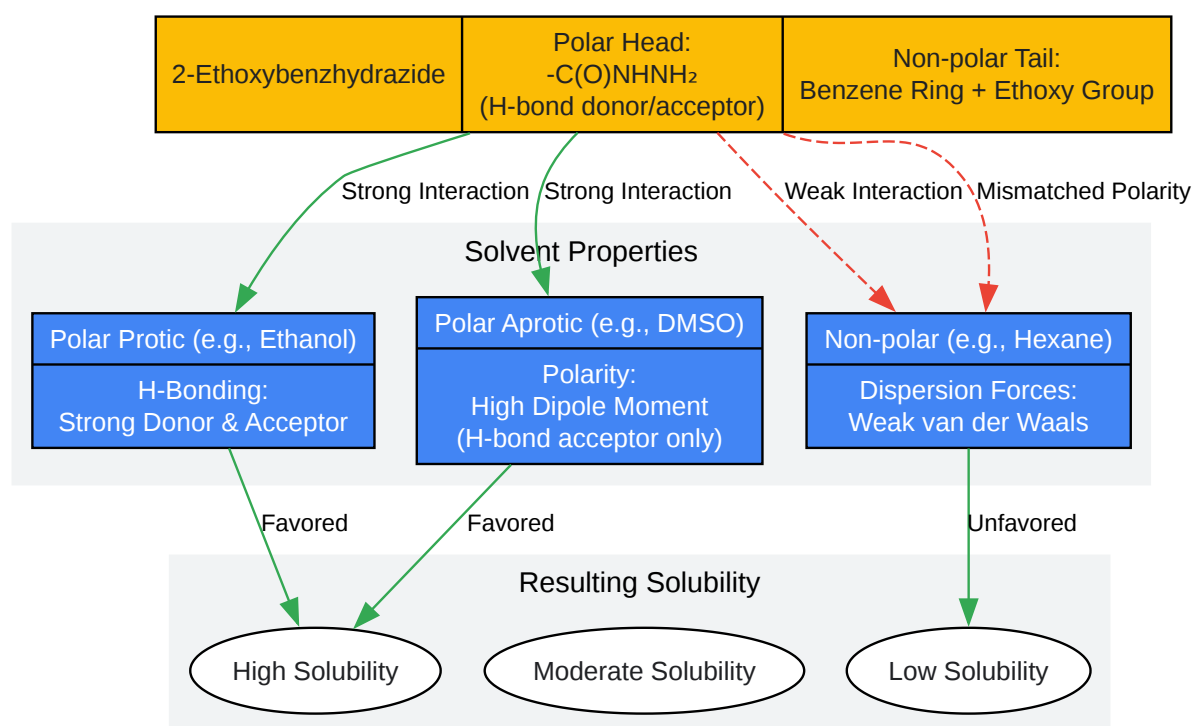 2-Ethoxybenzhydrazide
Polar Head:
-C(O)NHNH₂
(H-bond donor/acceptor)
Non-polar Tail:
Benzene Ring + Ethoxy Group
Strong Interaction
Strong Interaction
Weak Interaction
Mismatched Polarity
Solvent Properties
Polar Protic (e.g., Ethanol)
H-Bonding:
Strong Donor & Acceptor
Polar Aprotic (e.g., DMSO)
Polarity:
High Dipole Moment
(H-bond acceptor only)
Non-polar (e.g., Hexane)
Dispersion Forces:
Weak van der Waals
Favored
Favored
Unfavored
Resulting Solubility
High Solubility
Moderate Solubility
Low Solubility